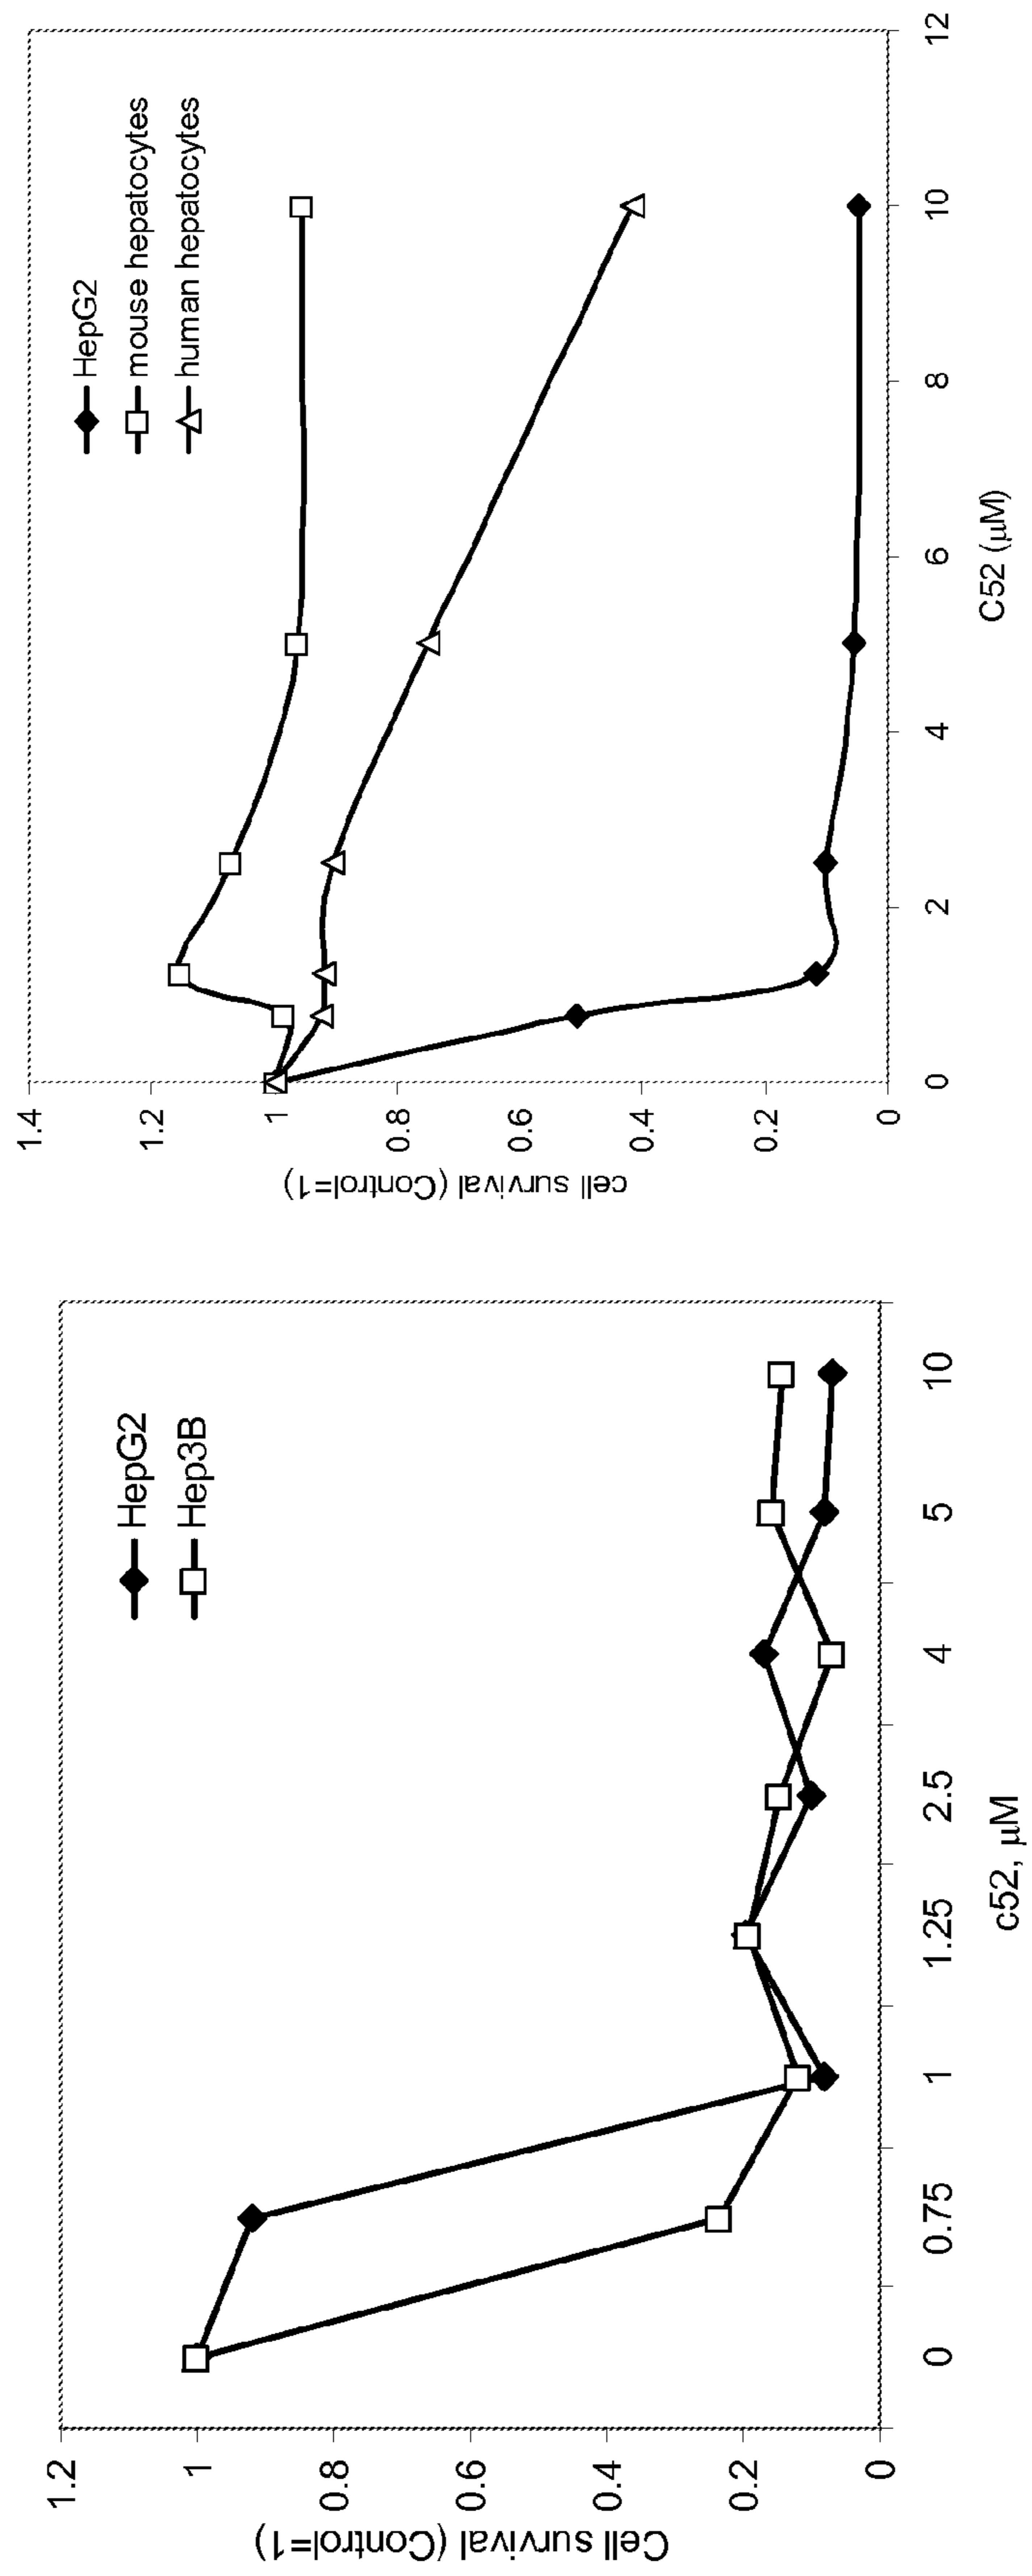 1.2
1
0.8
0.6
0.4
0.2
0
Cell survival (Control=1)
0 0.75 1 1.25 2.5 4 5 10
c52, μM
HepG2
Hep3B
1.4
1.2
1
0.8
0.6
0.4
0.2
0
cell survival (Control=1)
0 2 4 6 8 10 12
C52 (μM)
HepG2
mouse hepatocytes
human hepatocytes